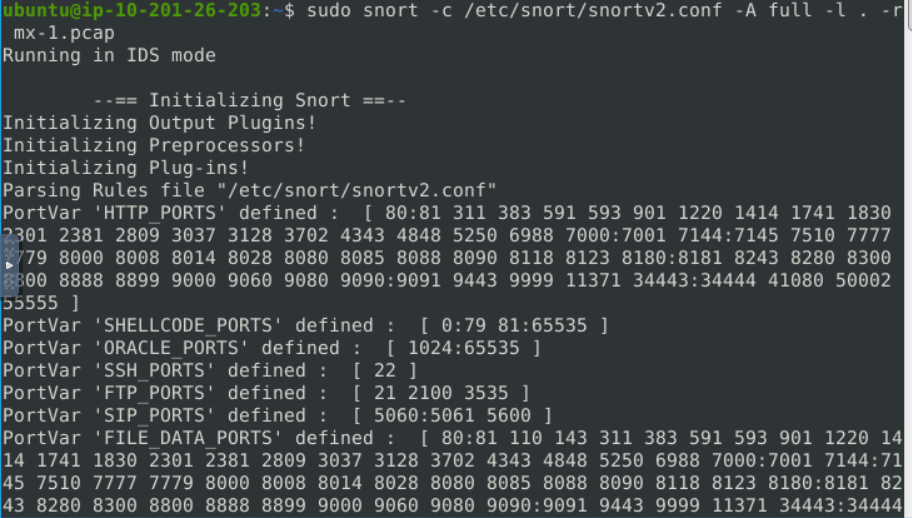 ubuntu@ip-10-201-26-203:~$ sudo snort -c /etc/snort/snortv2.conf -A full -l . -r
 mx-1.pcap
Running in IDS mode
        --== Initializing Snort ==--
Initializing Output Plugins!
Initializing Preprocessors!
Initializing Plug-ins!
Parsing Rules file "/etc/snort/snortv2.conf"
PortVar 'HTTP_PORTS' defined :  [ 80:81 311 383 591 593 901 1220 1414 1741 1830
2301 2381 2809 3037 3128 3702 4343 4848 5250 6988 7000:7001 7144:7145 7510 7777
779 8000 8008 8014 8028 8080 8085 8088 8090 8118 8123 8180:8181 8243 8280 8300
800 8888 8899 9000 9060 9080 9090:9091 9443 9999 11371 34443:34444 41080 50002
55555 ]
PortVar 'SHELLCODE_PORTS' defined :  [ 0:79 81:65535 ]
PortVar 'ORACLE_PORTS' defined :  [ 1024:65535 ]
PortVar 'SSH_PORTS' defined :  [ 22 ]
PortVar 'FTP_PORTS' defined :  [ 21 2100 3535 ]
PortVar 'SIP_PORTS' defined :  [ 5060:5061 5600 ]
PortVar 'FILE_DATA_PORTS' defined :  [ 80:81 110 143 311 383 591 593 901 1220 14
14 1741 1830 2301 2381 2809 3037 3128 3702 4343 4848 5250 6988 7000:7001 7144:71
45 7510 7777 7779 8000 8008 8014 8028 8080 8085 8088 8090 8118 8123 8180:8181 82
43 8280 8300 8800 8888 8899 9000 9060 9080 9090:9091 9443 9999 11371 34443:34444